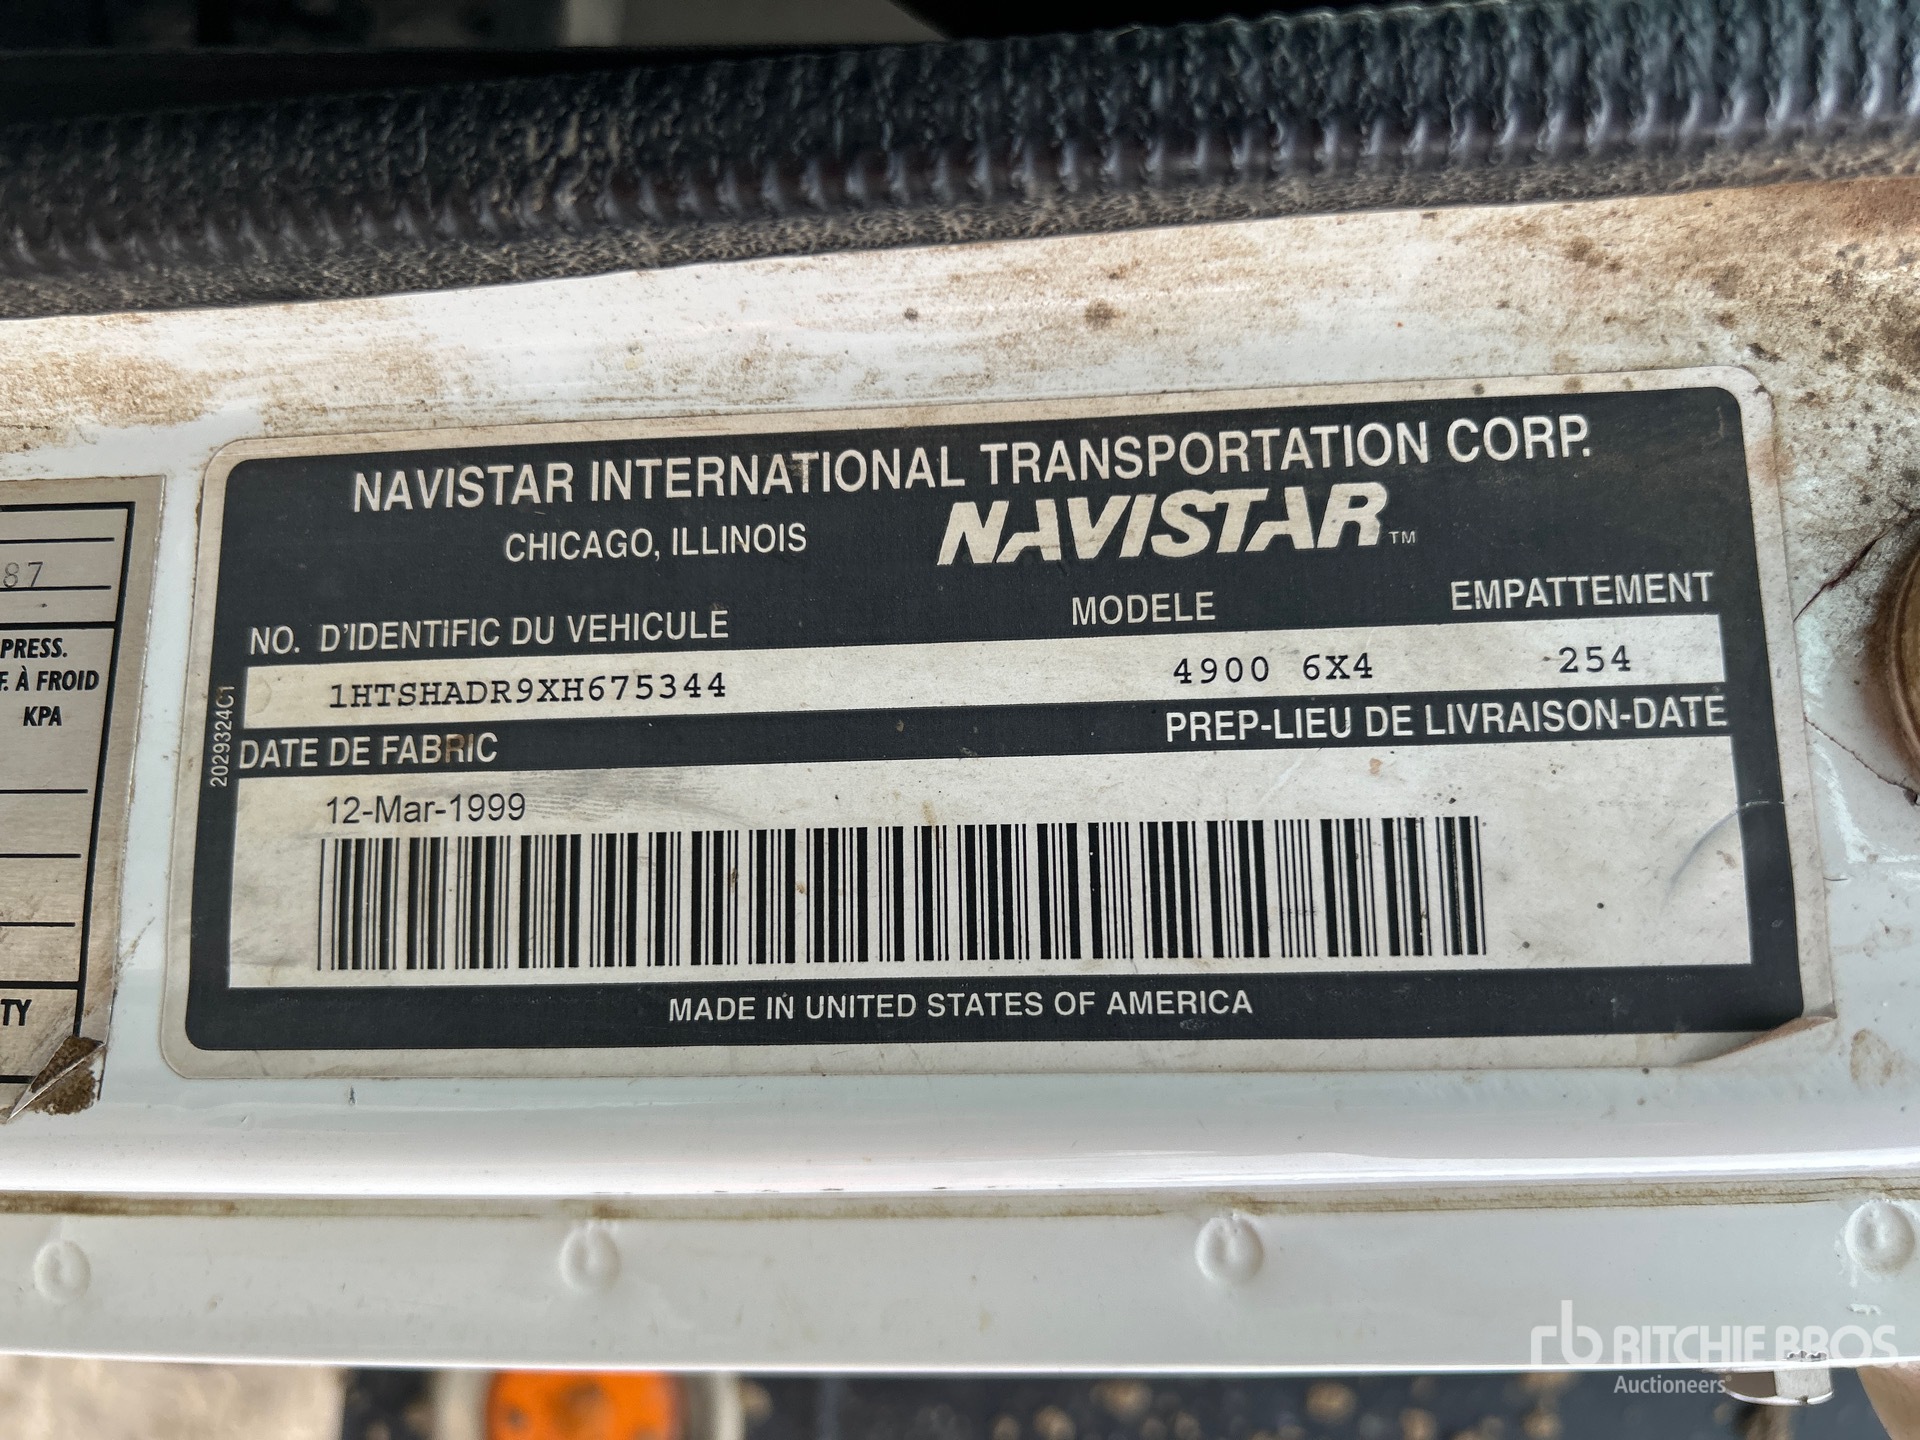 87
PRESS.
F. À FROID
KPA
TY
NAVISTAR INTERNATIONAL TRANSPORTATION CORP.
CHICAGO, ILLINOIS NAVISTAR™
NO. D'IDENTIFIC DU VEHICULE MODELE EMPATTEMENT
1HTSHADR9XH675344 4900 6X4 254
2029324C1
DATE DE FABRIC PREP-LIEU DE LIVRAISON-DATE
12-Mar-1999
MADE IN UNITED STATES OF AMERICA
rb RITCHIE BROS
Auctioneers